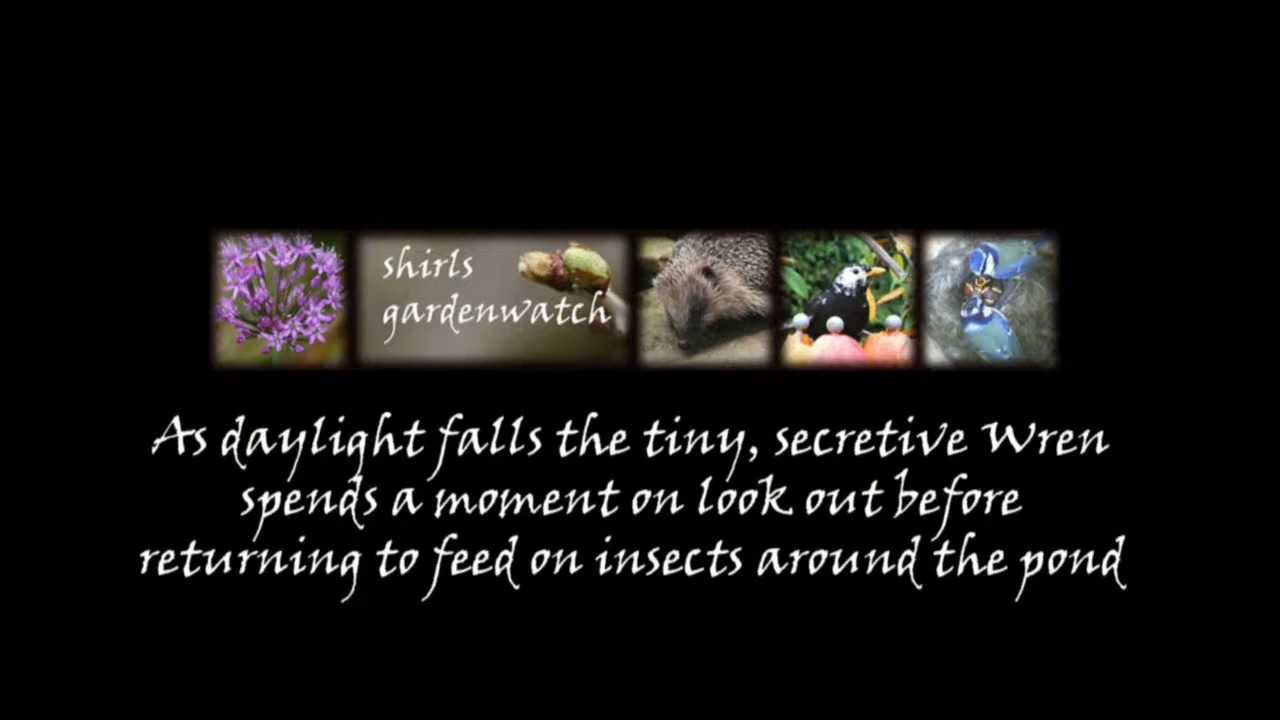 shirls
gardenwatch
As daylight falls the tiny, secretive Wren
spends a moment on look out before
returning to feed on insects around the pond